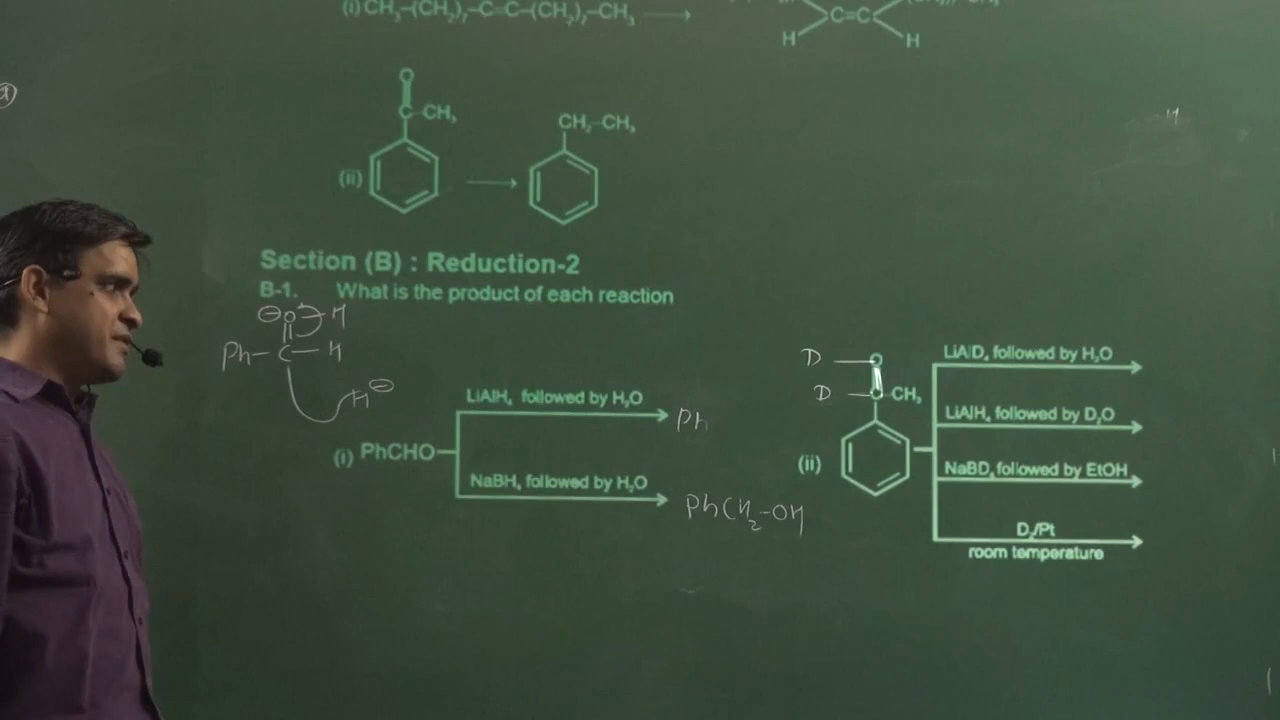 (i) CH₃–(CH₂)₇–C–C–(CH₂)₇–CH₃ ⟶
C=C
H H
O
C–CH₃
CH₂–CH₃
(ii) ⟶
Section (B) : Reduction-2
B-1. What is the product of each reaction
⊖O–H
Ph–C–H
H⊖
LiAlH₄ followed by H₂O
Ph
(i) PhCHO
NaBH₄ followed by H₂O
PhCH₂-OH
D O
D C CH₃
(ii)
LiAlD₄ followed by H₂O
LiAlH₄ followed by D₂O
NaBD₄ followed by EtOH
D₂/Pt
room temperature